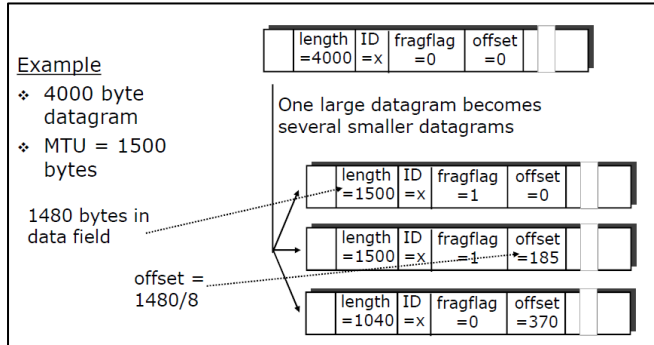 length ID fragflag offset
=4000 =x =0 =0
Example
❖ 4000 byte
datagram
❖ MTU = 1500
bytes
One large datagram becomes
several smaller datagrams
length ID fragflag offset
=1500 =x =1 =0
1480 bytes in
data field
length ID fragflag offset
=1500 =x =1 =185
offset =
1480/8
length ID fragflag offset
=1040 =x =0 =370